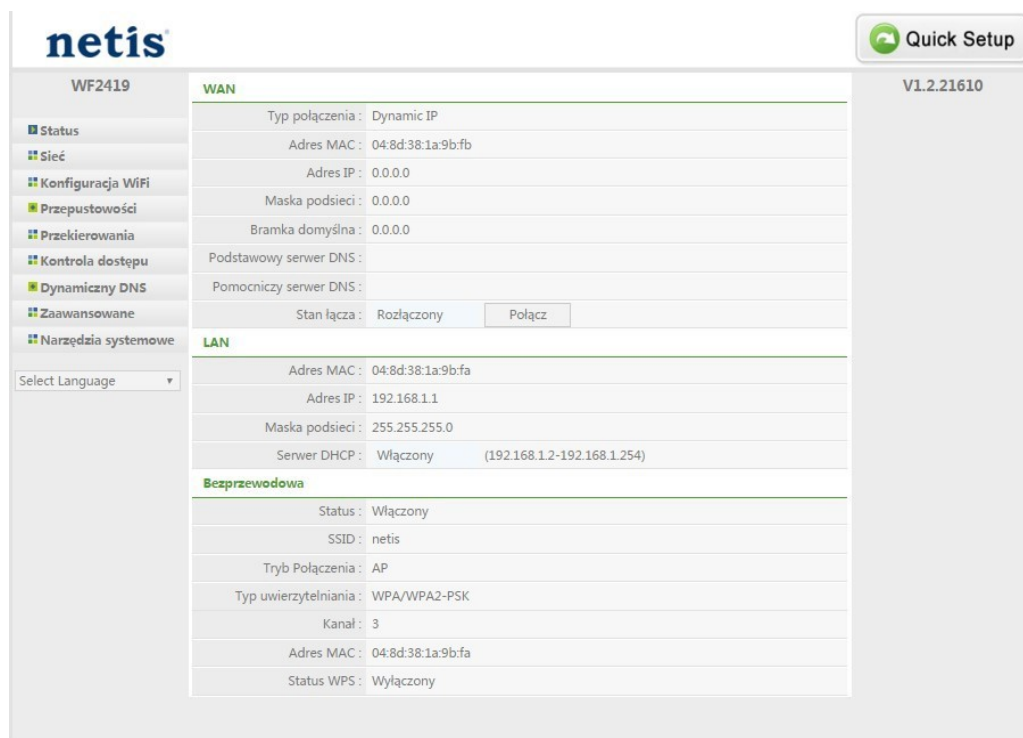 netis
Quick Setup
WF2419
V1.2.21610
Status
Sieć
Konfiguracja WiFi
Przepustowości
Przekierowania
Kontrola dostępu
Dynamiczny DNS
Zaawansowane
Narzędzia systemowe
Select Language
WAN
Typ połączenia : Dynamic IP
Adres MAC : 04:8d:38:1a:9b:fb
Adres IP : 0.0.0.0
Maska podsieci : 0.0.0.0
Bramka domyślna : 0.0.0.0
Podstawowy serwer DNS :
Pomocniczy serwer DNS :
Stan łącza : Rozłączony Połącz
LAN
Adres MAC : 04:8d:38:1a:9b:fa
Adres IP : 192.168.1.1
Maska podsieci : 255.255.255.0
Serwer DHCP : Włączony (192.168.1.2-192.168.1.254)
Bezprzewodowa
Status : Włączony
SSID : netis
Tryb Połączenia : AP
Typ uwierzytelniania : WPA/WPA2-PSK
Kanał : 3
Adres MAC : 04:8d:38:1a:9b:fa
Status WPS : Wyłączony